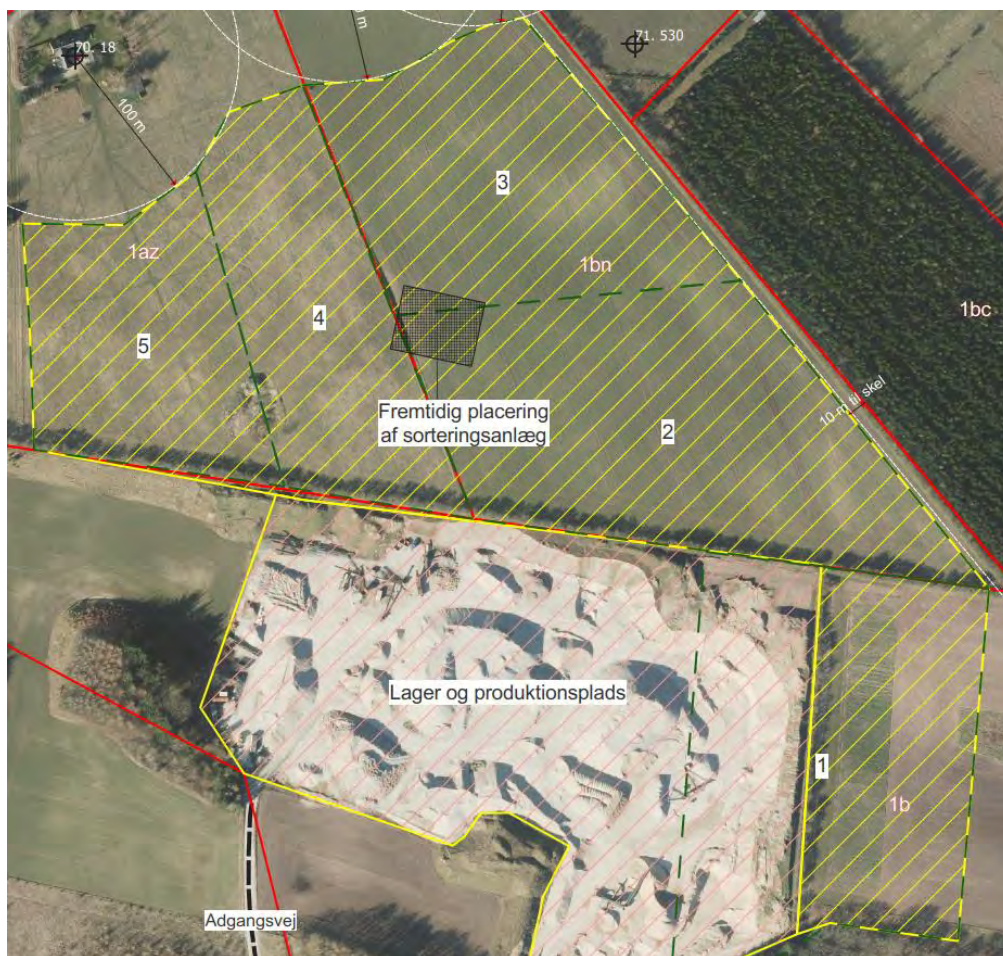 70. 18
71. 530
100 m
0 m
3
1az
1bn
4
1bc
5
10 m til skel
Fremtidig placering
af sorteringsanlæg
2
Lager og produktionsplads
1
1b
Adgangsvej